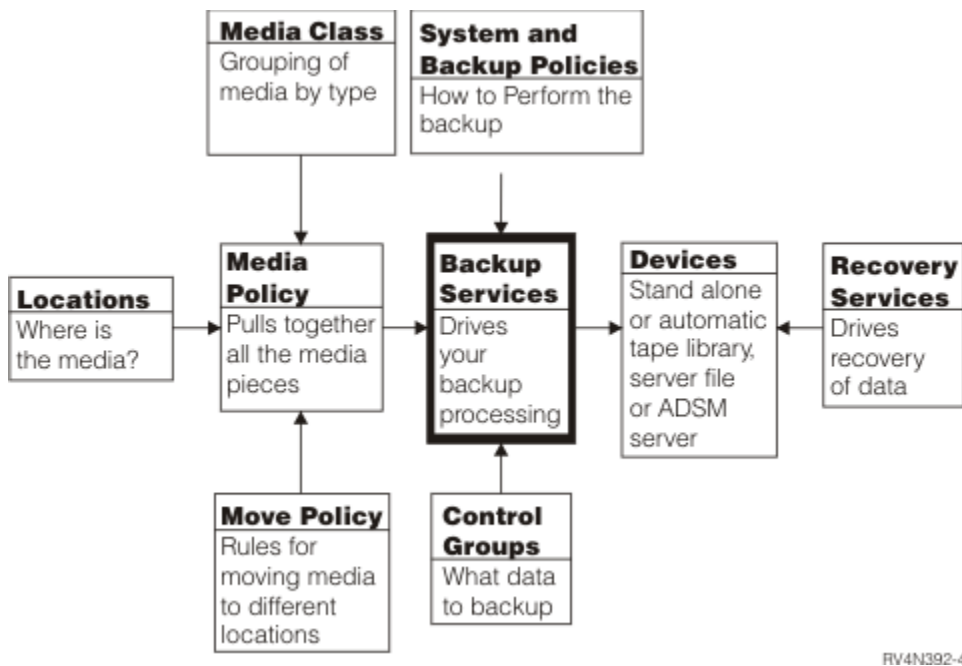 Media Class
Grouping of
media by type
System and
Backup Policies
How to Perform the
backup
Locations
Where is
the media?
Media
Policy
Pulls together
all the media
pieces
Backup
Services
Drives
your
backup
processing
Devices
Stand alone
or automatic
tape library,
server file
or ADSM
server
Recovery
Services
Drives
recovery
of data
Move Policy
Rules for
moving media
to different
locations
Control
Groups
What data
to backup
RV4N392-4